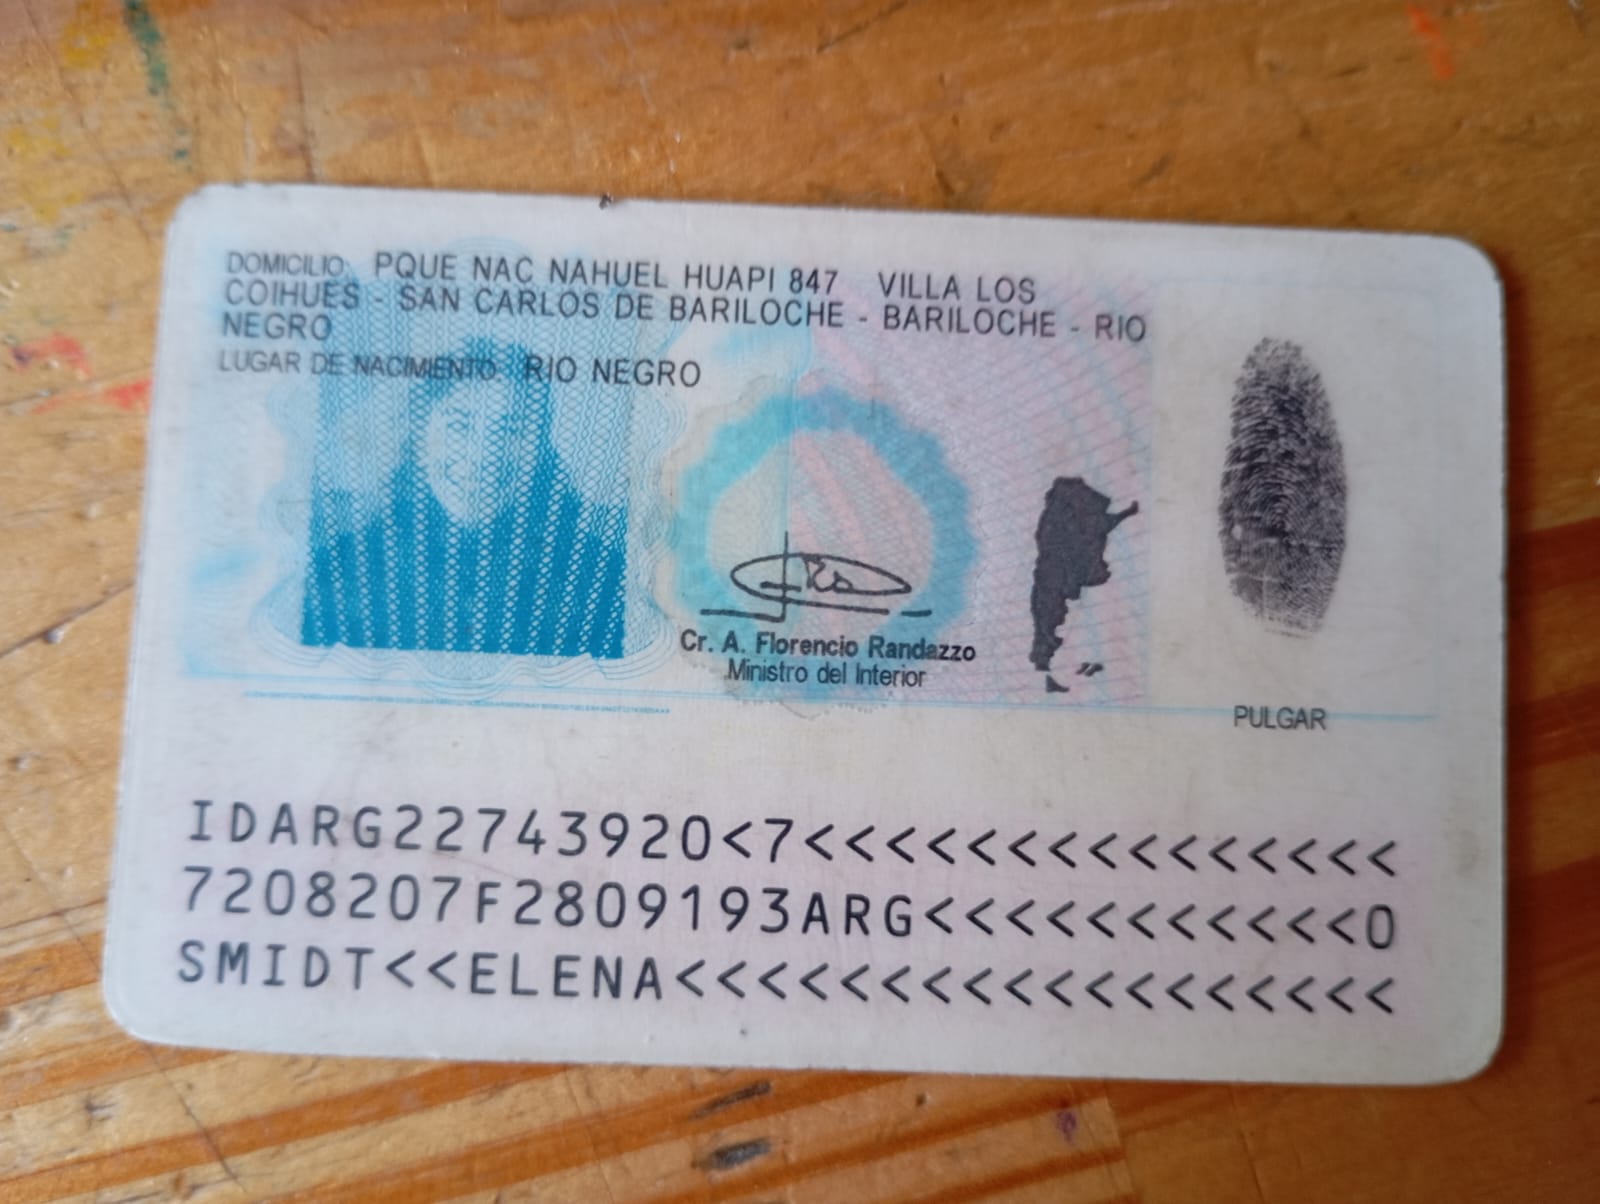 DOMICILIO: PQUE NAC NAHUEL HUAPI 847 VILLA LOS
COIHUES - SAN CARLOS DE BARILOCHE - BARILOCHE - RIO
NEGRO
LUGAR DE NACIMIENTO: RIO NEGRO
Cr. A. Florencio Randazzo
Ministro del Interior
PULGAR
IDARG22743920<7<<<<<<<<<<<<<<<
7208207F2809193ARG<<<<<<<<<<<0
SMIDT<<ELENA<<<<<<<<<<<<<<<<<<